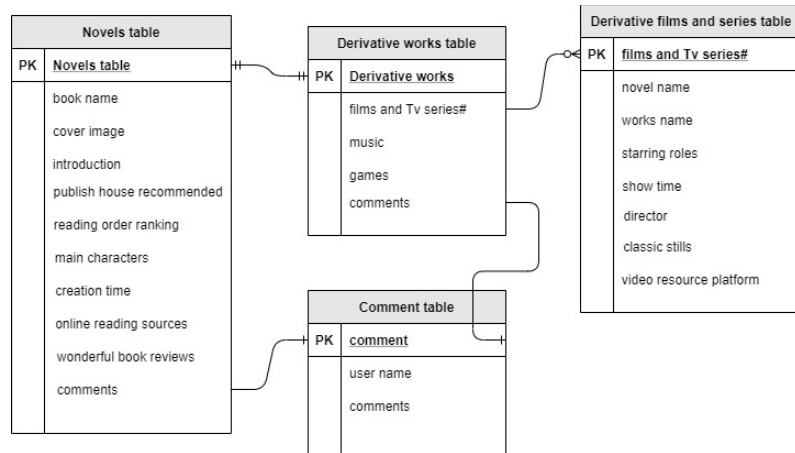 Novels table
PK
Novels table
book name
cover image
introduction
publish house recommended
reading order ranking
main characters
creation time
online reading sources
wonderful book reviews
comments
Derivative works table
PK
Derivative works
films and Tv series#
music
games
comments
Comment table
PK
comment
user name
comments
Derivative films and series table
PK
films and Tv series#
novel name
works name
starring roles
show time
director
classic stills
video resource platform